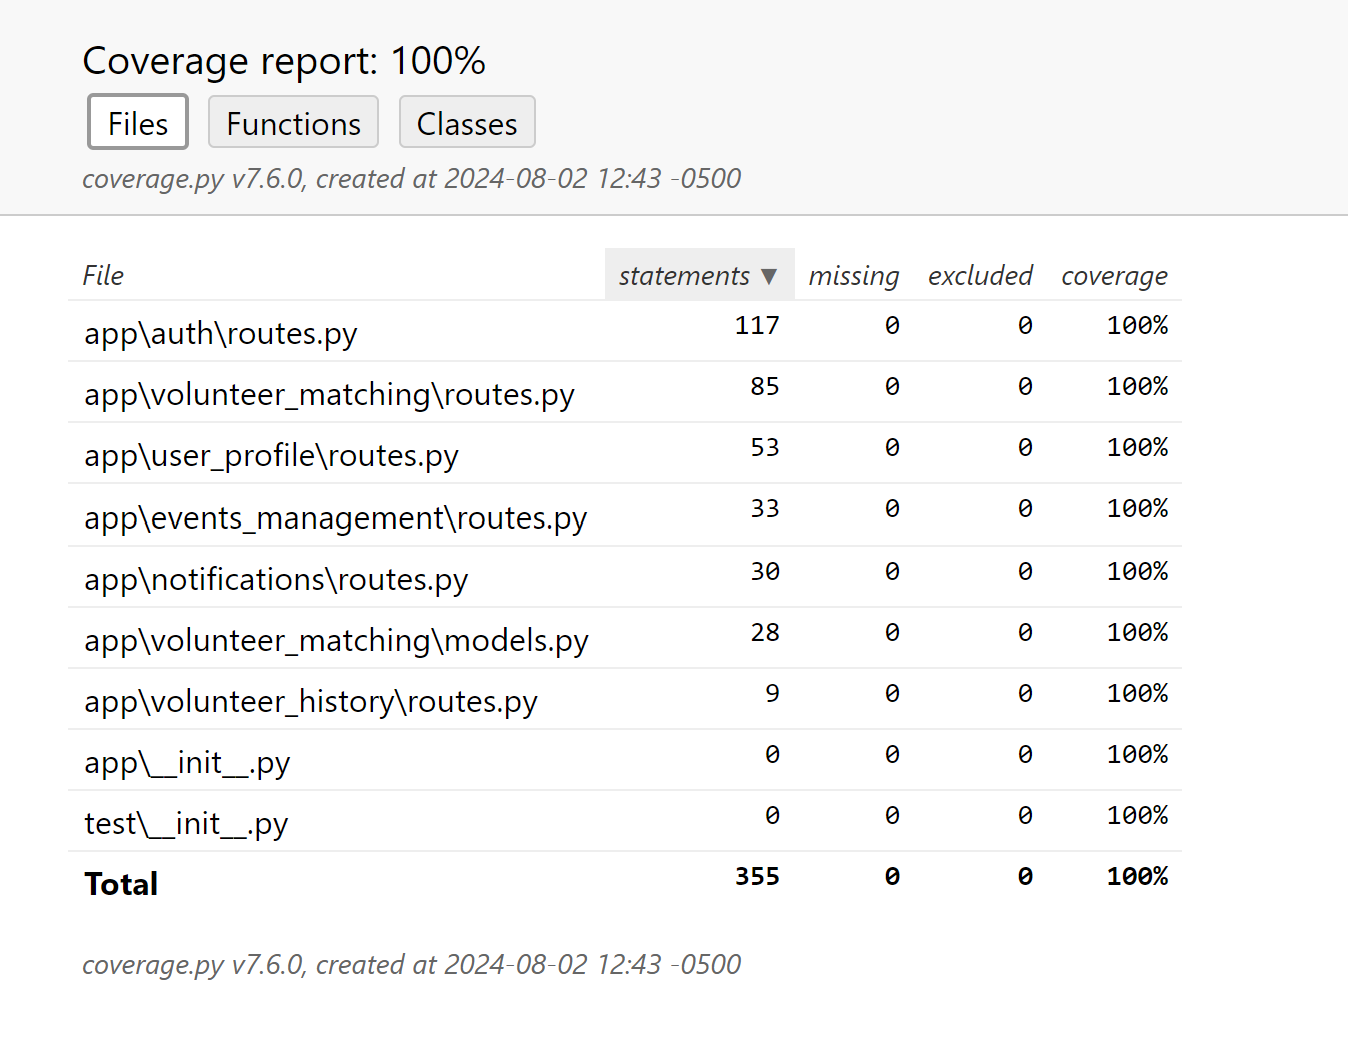 Coverage report: 100%
Files Functions Classes
coverage.py v7.6.0, created at 2024-08-02 12:43 -0500
File statements ▼ missing excluded coverage
app\auth\routes.py 117 0 0 100%
app\volunteer_matching\routes.py 85 0 0 100%
app\user_profile\routes.py 53 0 0 100%
app\events_management\routes.py 33 0 0 100%
app\notifications\routes.py 30 0 0 100%
app\volunteer_matching\models.py 28 0 0 100%
app\volunteer_history\routes.py 9 0 0 100%
app\__init__.py 0 0 0 100%
test\__init__.py 0 0 0 100%
Total 355 0 0 100%
coverage.py v7.6.0, created at 2024-08-02 12:43 -0500